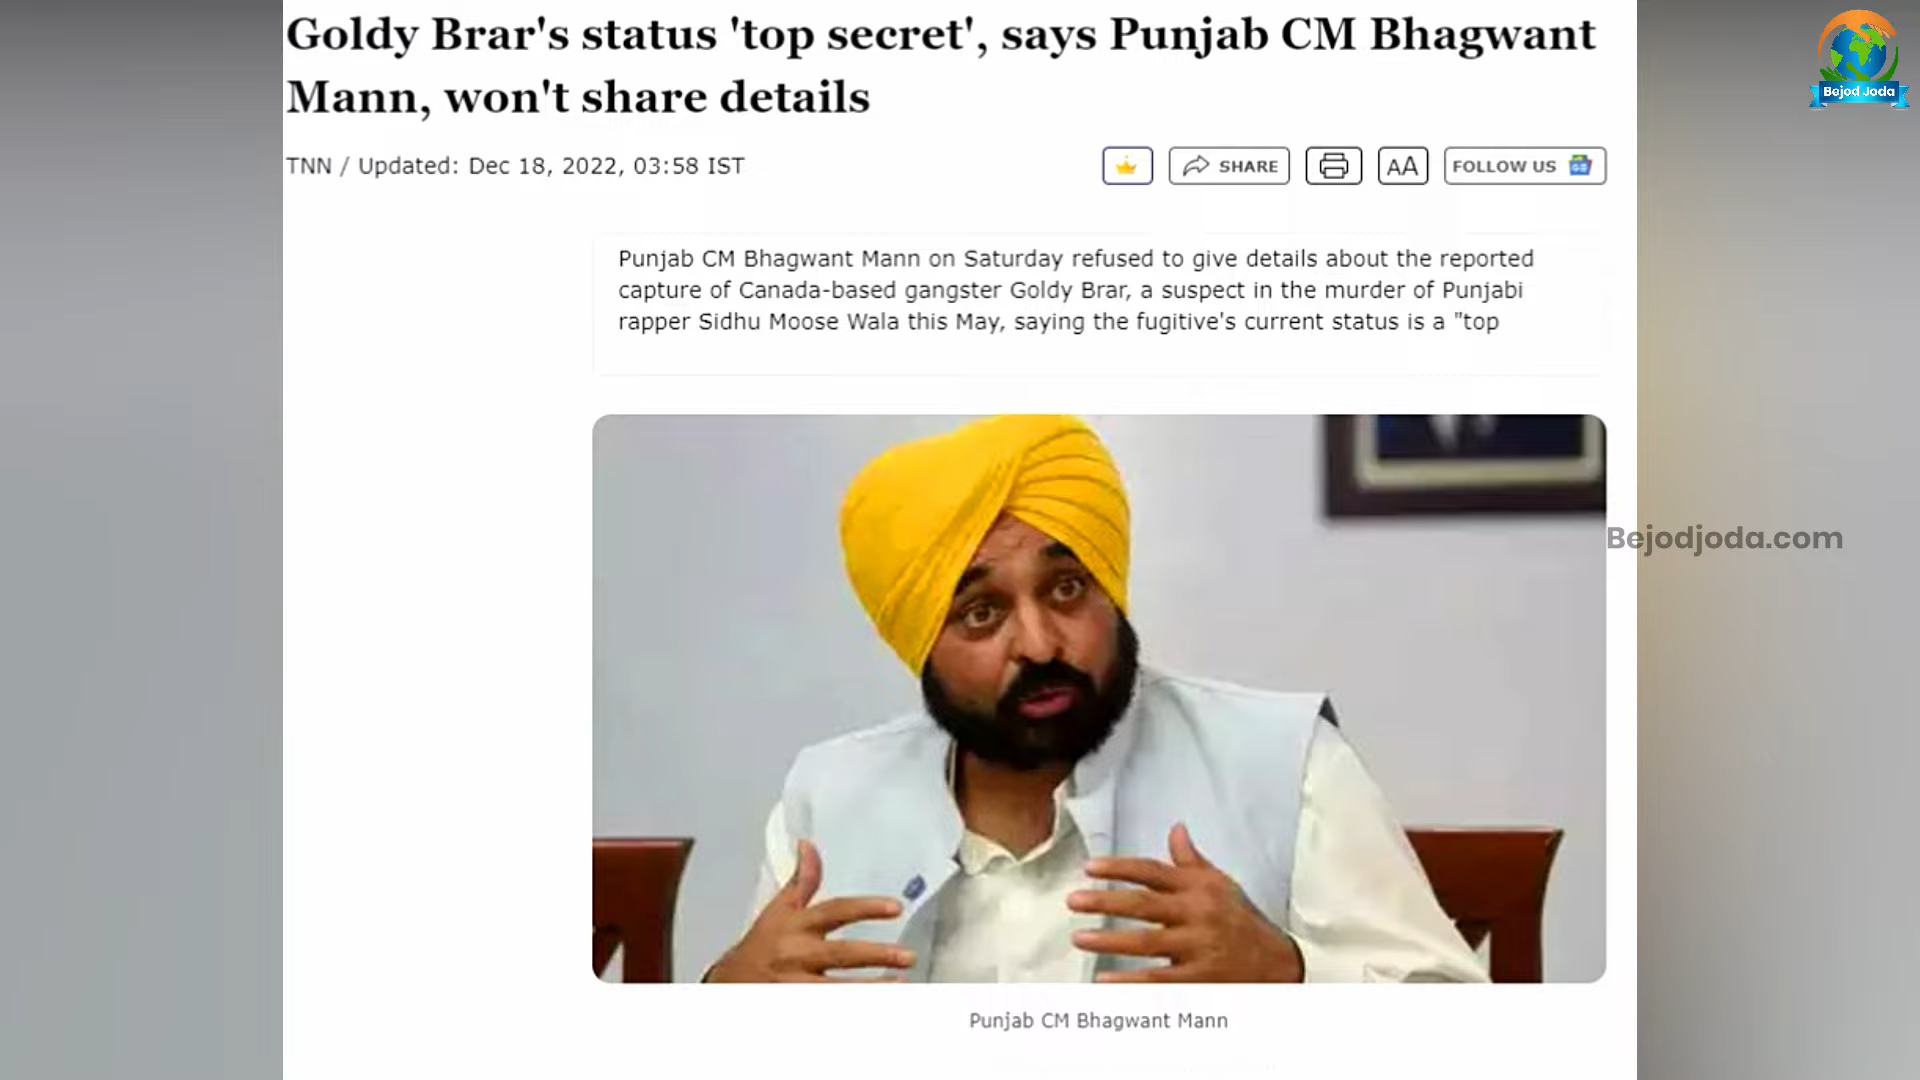 Goldy Brar's status 'top secret', says Punjab CM Bhagwant
Mann, won't share details
Bejod Joda
TNN / Updated: Dec 18, 2022, 03:58 IST
SHARE
AA
FOLLOW US
Punjab CM Bhagwant Mann on Saturday refused to give details about the reported
capture of Canada-based gangster Goldy Brar, a suspect in the murder of Punjabi
rapper Sidhu Moose Wala this May, saying the fugitive's current status is a "top
Bejodjoda.com
Punjab CM Bhagwant Mann